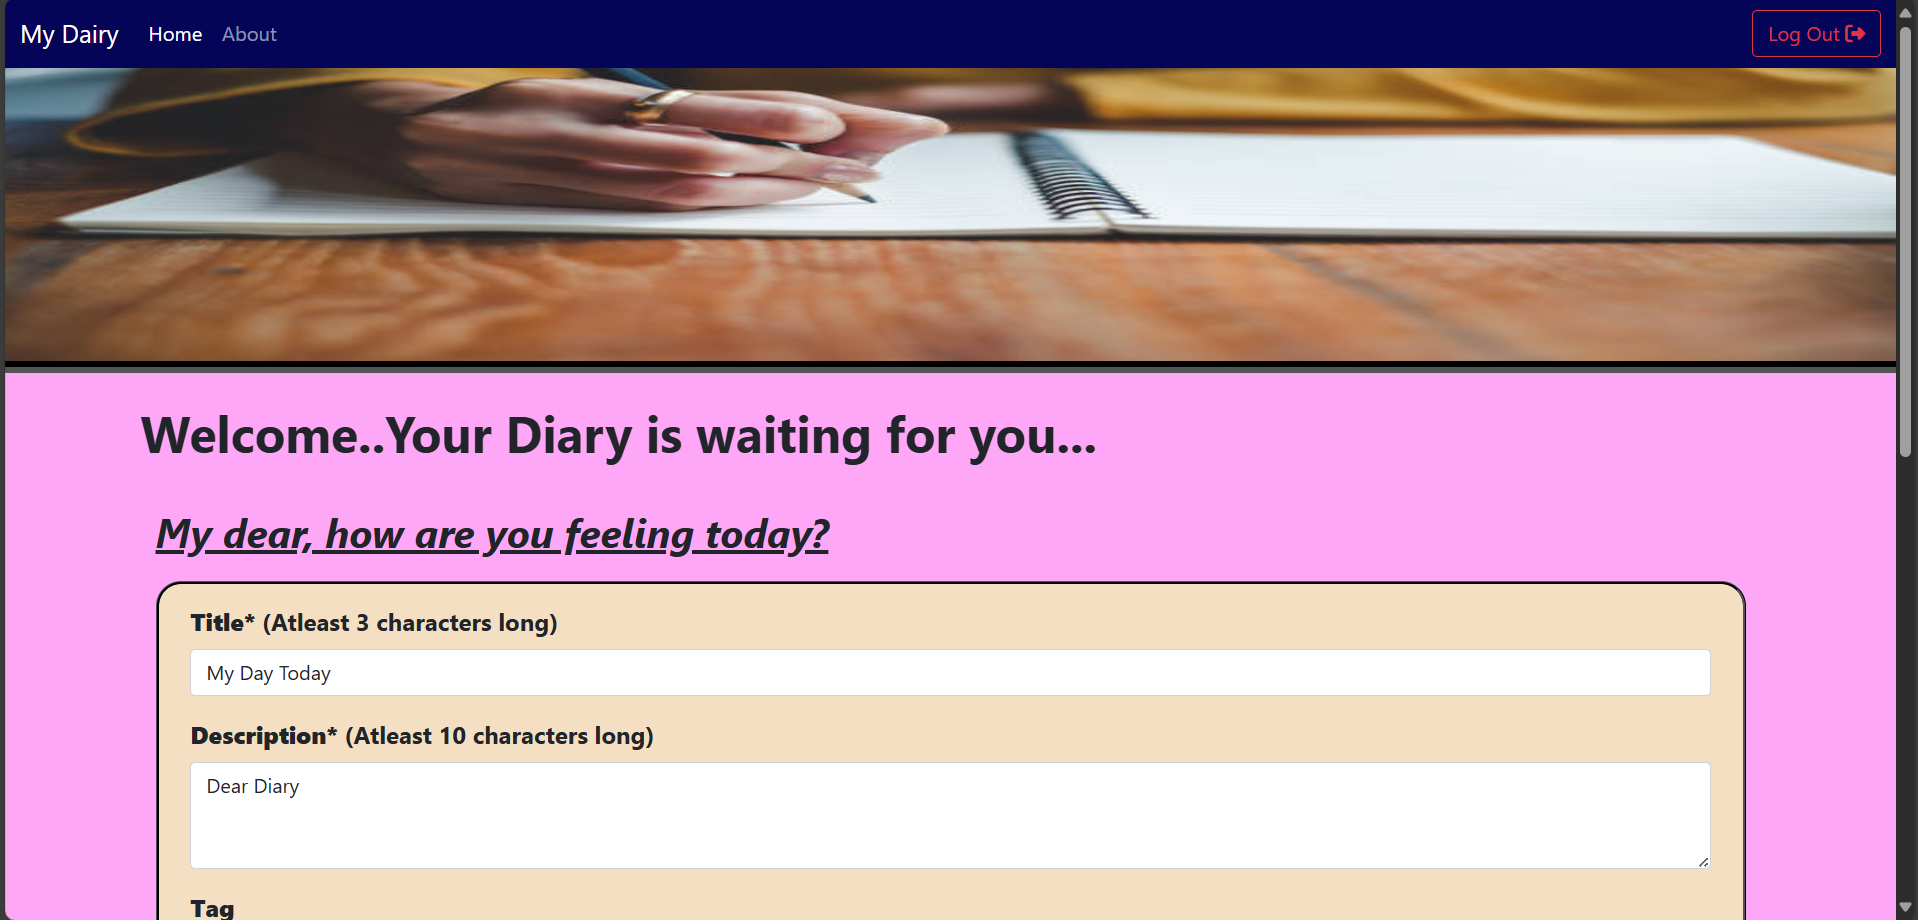 My Dairy Home About Log Out
Welcome..Your Diary is waiting for you...
My dear, how are you feeling today?
Title* (Atleast 3 characters long)
My Day Today
Description* (Atleast 10 characters long)
Dear Diary
Tag